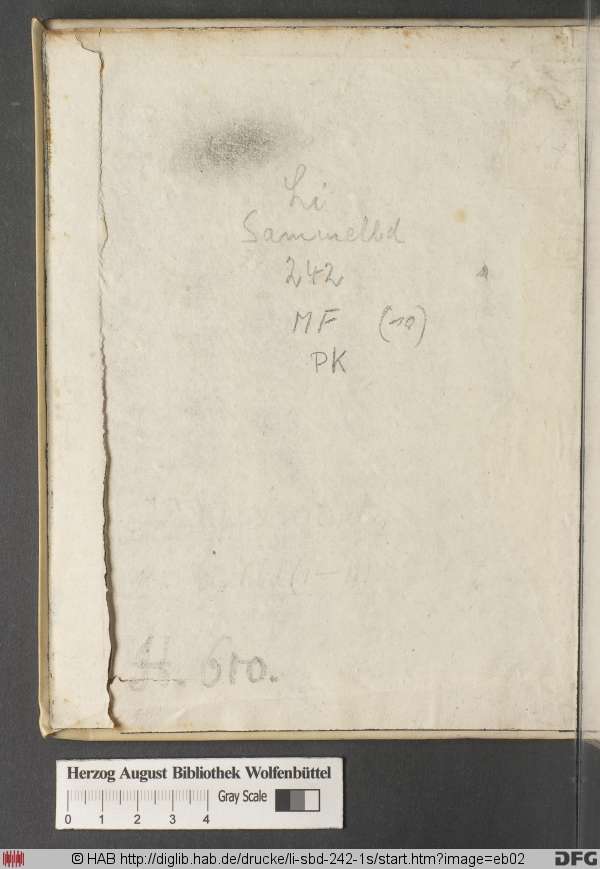 Li
Sammelbd
242
MF (10)
PK
H. 610.
Herzog August Bibliothek Wolfenbüttel
Gray Scale
0 1 2 3 4
© HAB http://diglib.hab.de/drucke/li-sbd-242-1s/start.htm?image=eb02
DFG